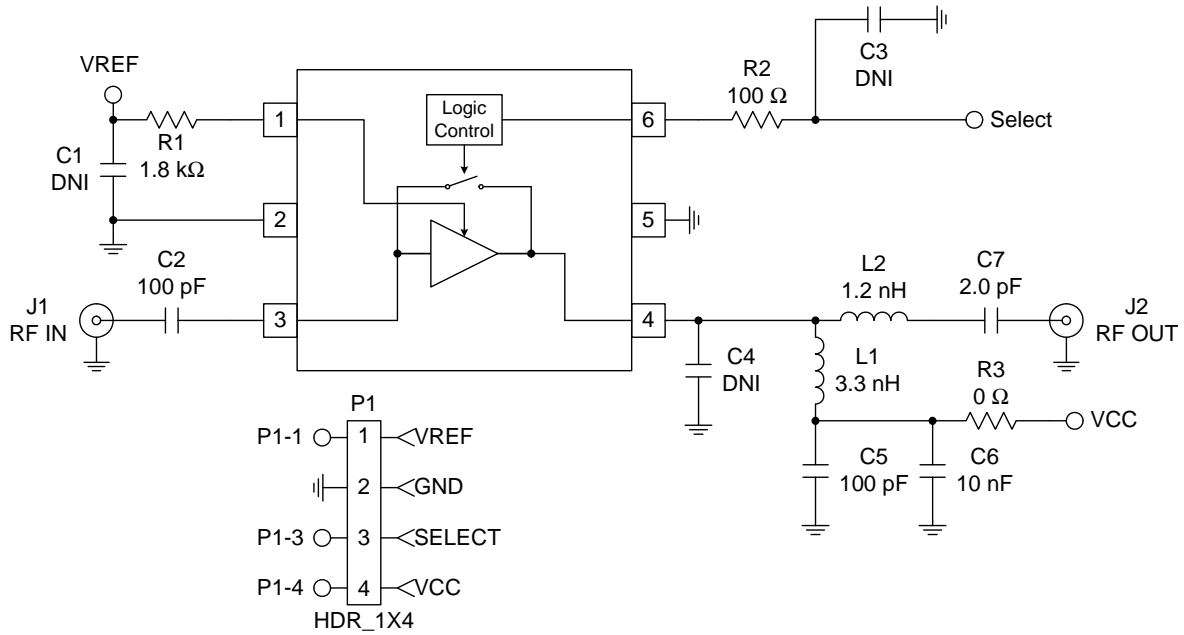 VREF
C1
DNI
R1
1.8 kΩ
1
2
3
Logic
Control
6
5
4
R2
100 Ω
C3
DNI
Select
J1
RF IN
C2
100 pF
C4
DNI
L2
1.2 nH
C7
2.0 pF
J2
RF OUT
L1
3.3 nH
R3
0 Ω
VCC
C5
100 pF
C6
10 nF
P1
P1-1 1 VREF
2 GND
P1-3 3 SELECT
P1-4 4 VCC
HDR_1X4